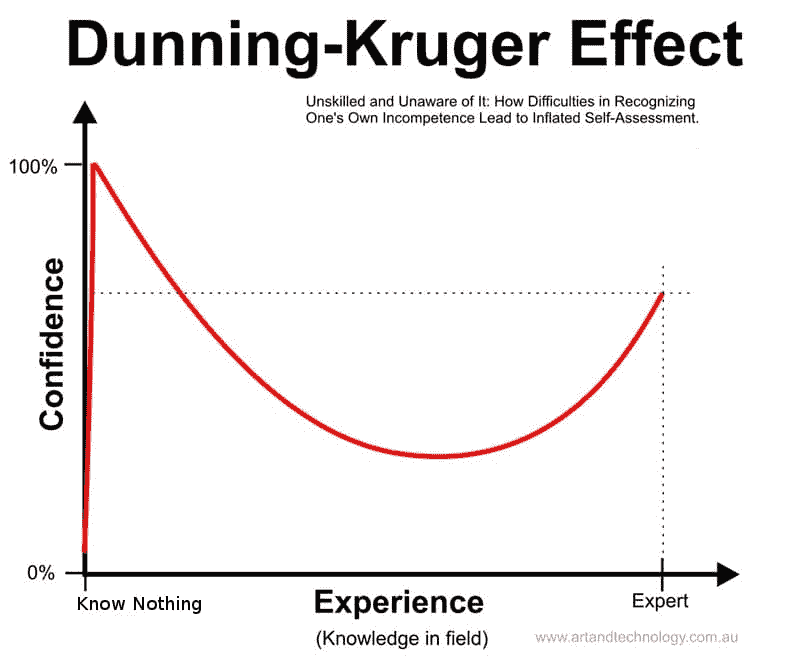 Dunning-Kruger Effect
Unskilled and Unaware of It: How Difficulties in Recognizing
One's Own Incompetence Lead to Inflated Self-Assessment.
100%
Confidence
0%
Know Nothing
Experience
Expert
(Knowledge in field)
www.artandtechnology.com.au